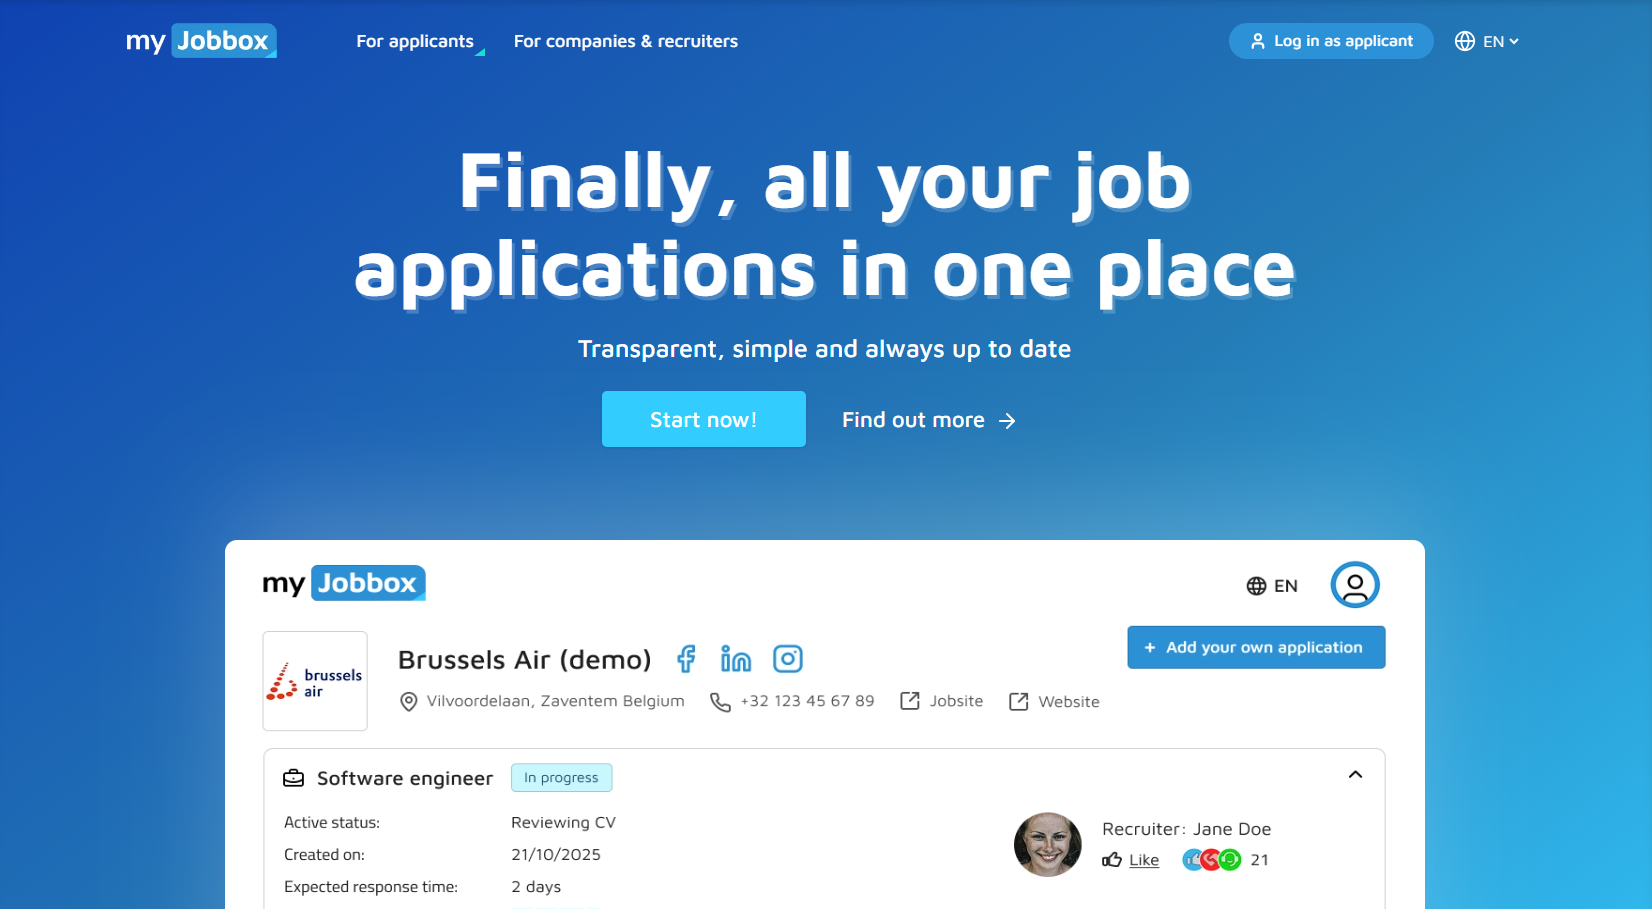 my Jobbox
For applicants
For companies & recruiters
Log in as applicant
EN
Finally, all your job
applications in one place
Transparent, simple and always up to date
Start now!
Find out more
my Jobbox
EN
brussels
air
Brussels Air (demo)
+ Add your own application
Vilvoordelaan, Zaventem Belgium
+32 123 45 67 89
Jobsite
Website
Software engineer
In progress
Active status:
Reviewing CV
Created on:
21/10/2025
Expected response time:
2 days
Recruiter: Jane Doe
Like
21